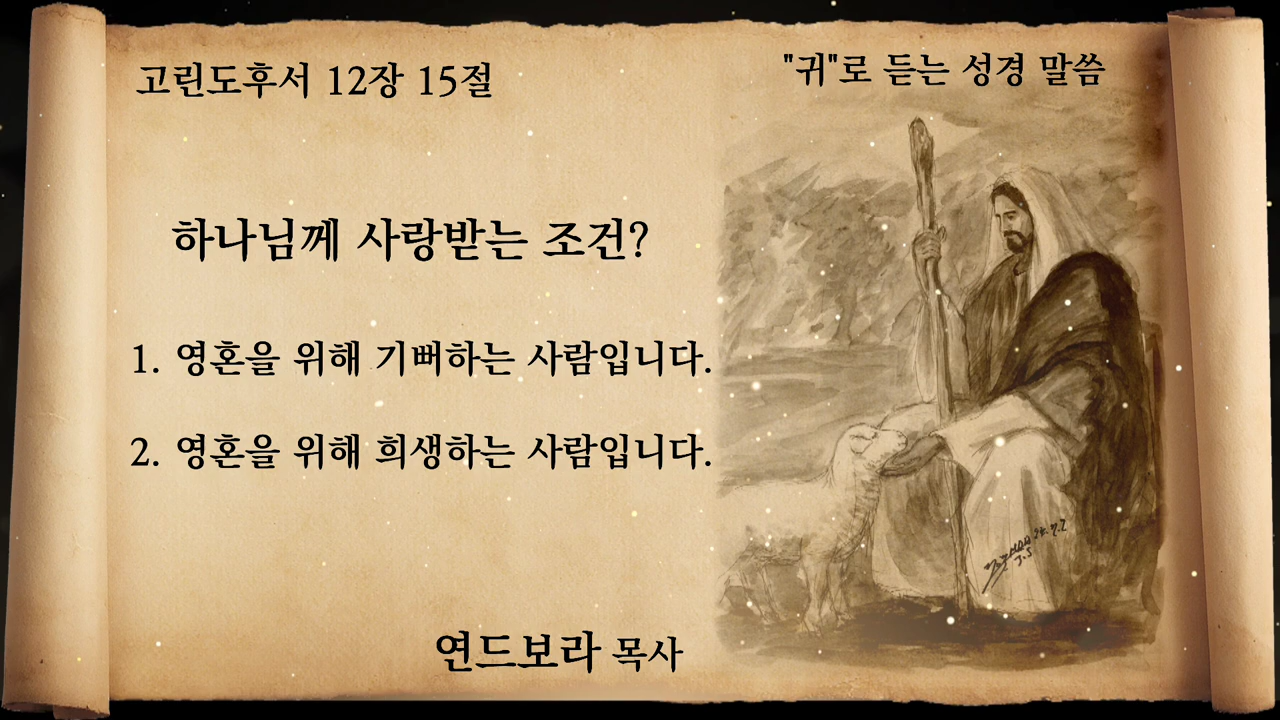 고린도후서 12장 15절
"귀"로 듣는 성경 말씀
하나님께 사랑받는 조건?
1. 영혼을 위해 기뻐하는 사람입니다.
2. 영혼을 위해 희생하는 사람입니다.
연드보라 목사